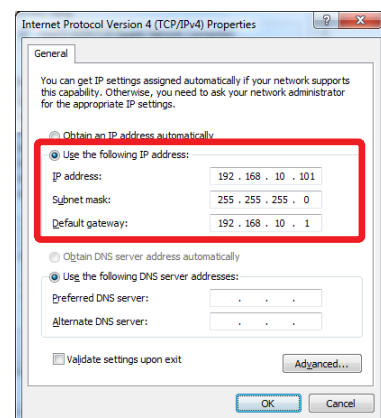 Internet Protocol Version 4 (TCP/IPv4) Properties
General
You can get IP settings assigned automatically if your network supports
this capability. Otherwise, you need to ask your network administrator
for the appropriate IP settings.
Obtain an IP address automatically
Use the following IP address:
IP address: 192 . 168 . 10 . 101
Subnet mask: 255 . 255 . 255 . 0
Default gateway: 192 . 168 . 10 . 1
Obtain DNS server address automatically
Use the following DNS server addresses:
Preferred DNS server: . . .
Alternate DNS server: . . .
Validate settings upon exit
Advanced...
OK Cancel